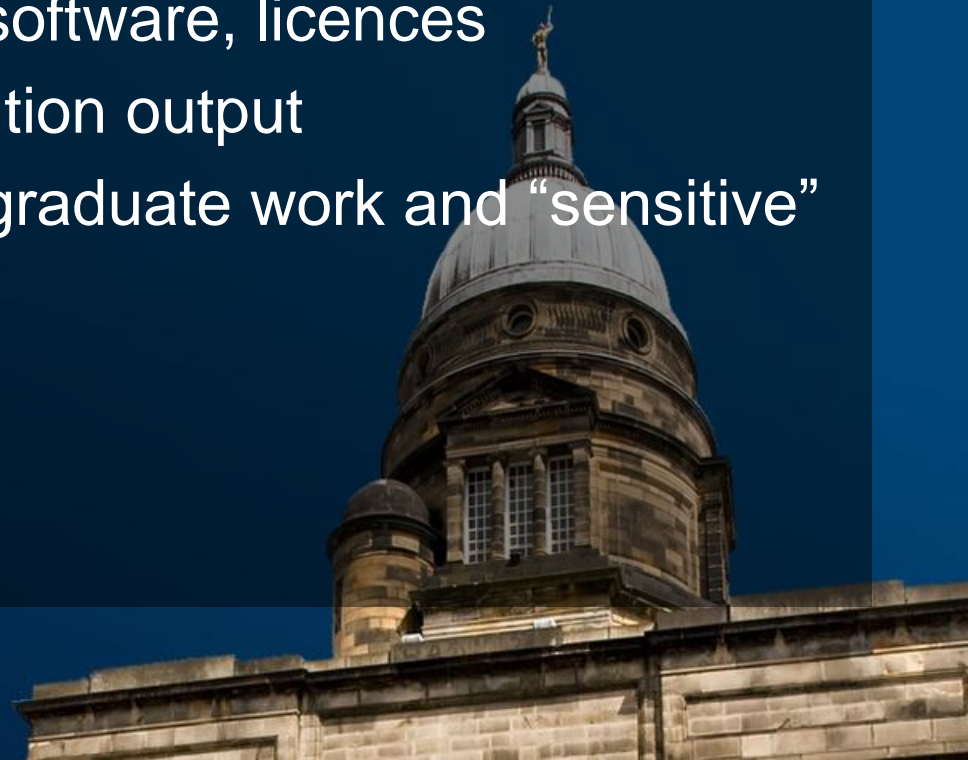 software, licences
tion output
graduate work and “sensitive”